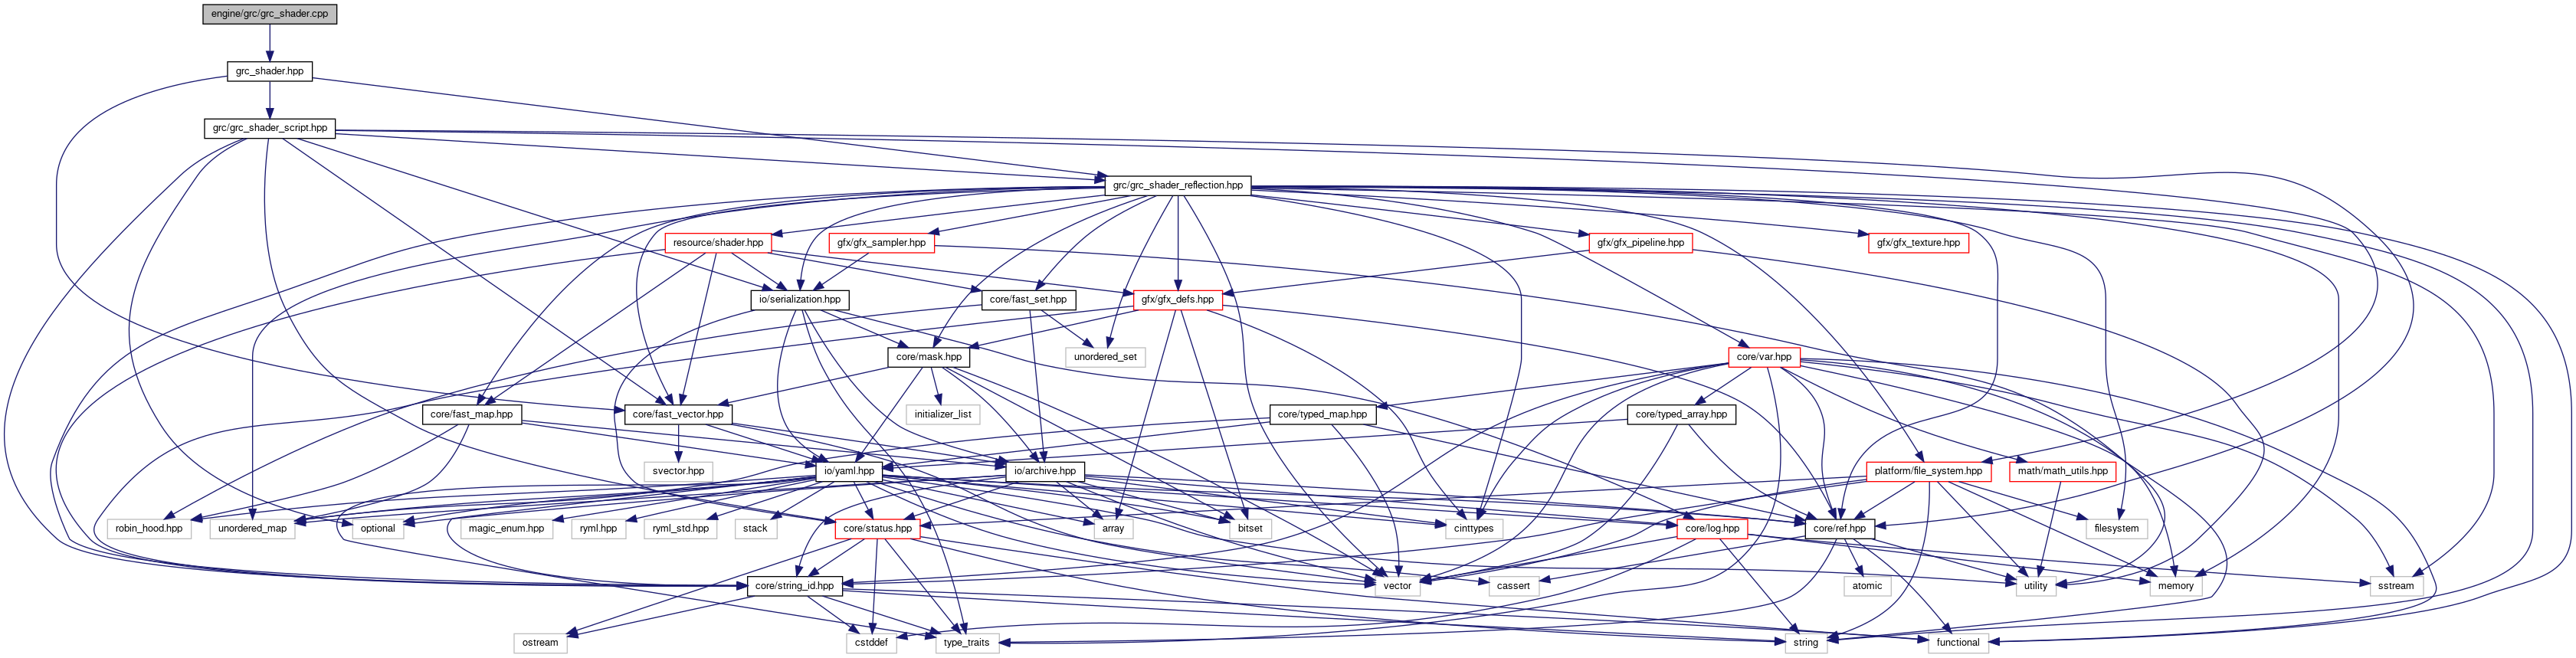 engine/grc/grc_shader.cpp
grc_shader.hpp
grc/grc_shader_script.hpp
grc/grc_shader_reflection.hpp
resource/shader.hpp
gfx/gfx_sampler.hpp
gfx/gfx_pipeline.hpp
gfx/gfx_texture.hpp
io/serialization.hpp
core/fast_set.hpp
gfx/gfx_defs.hpp
unordered_set
core/mask.hpp
core/var.hpp
core/fast_map.hpp
core/fast_vector.hpp
initializer_list
core/typed_map.hpp
core/typed_array.hpp
svector.hpp
io/yaml.hpp
io/archive.hpp
platform/file_system.hpp
math/math_utils.hpp
robin_hood.hpp
unordered_map
optional
magic_enum.hpp
ryml.hpp
ryml_std.hpp
stack
core/status.hpp
array
bitset
cinttypes
core/log.hpp
core/ref.hpp
filesystem
core/string_id.hpp
vector
cassert
atomic
utility
memory
sstream
ostream
cstddef
type_traits
string
functional